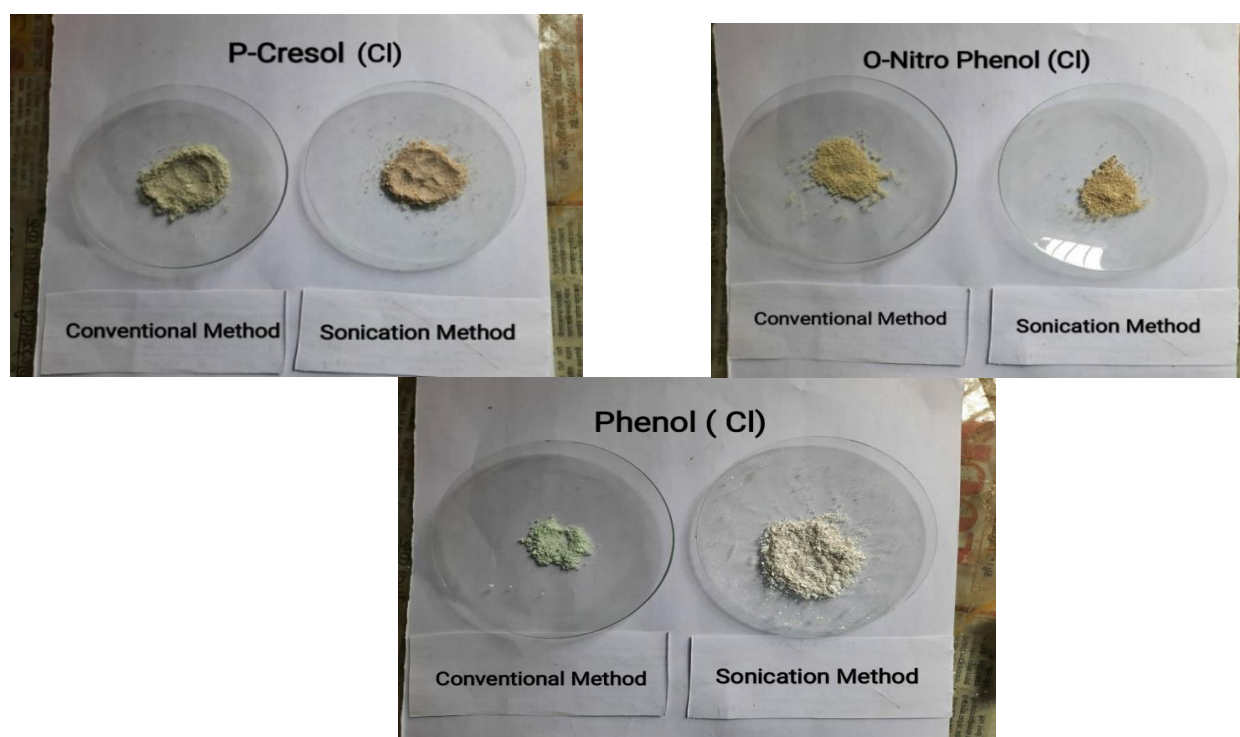 P-Cresol (Cl)
Conventional Method
Sonication Method
O-Nitro Phenol (Cl)
Conventional Method
Sonication Method
Phenol ( Cl)
Conventional Method
Sonication Method